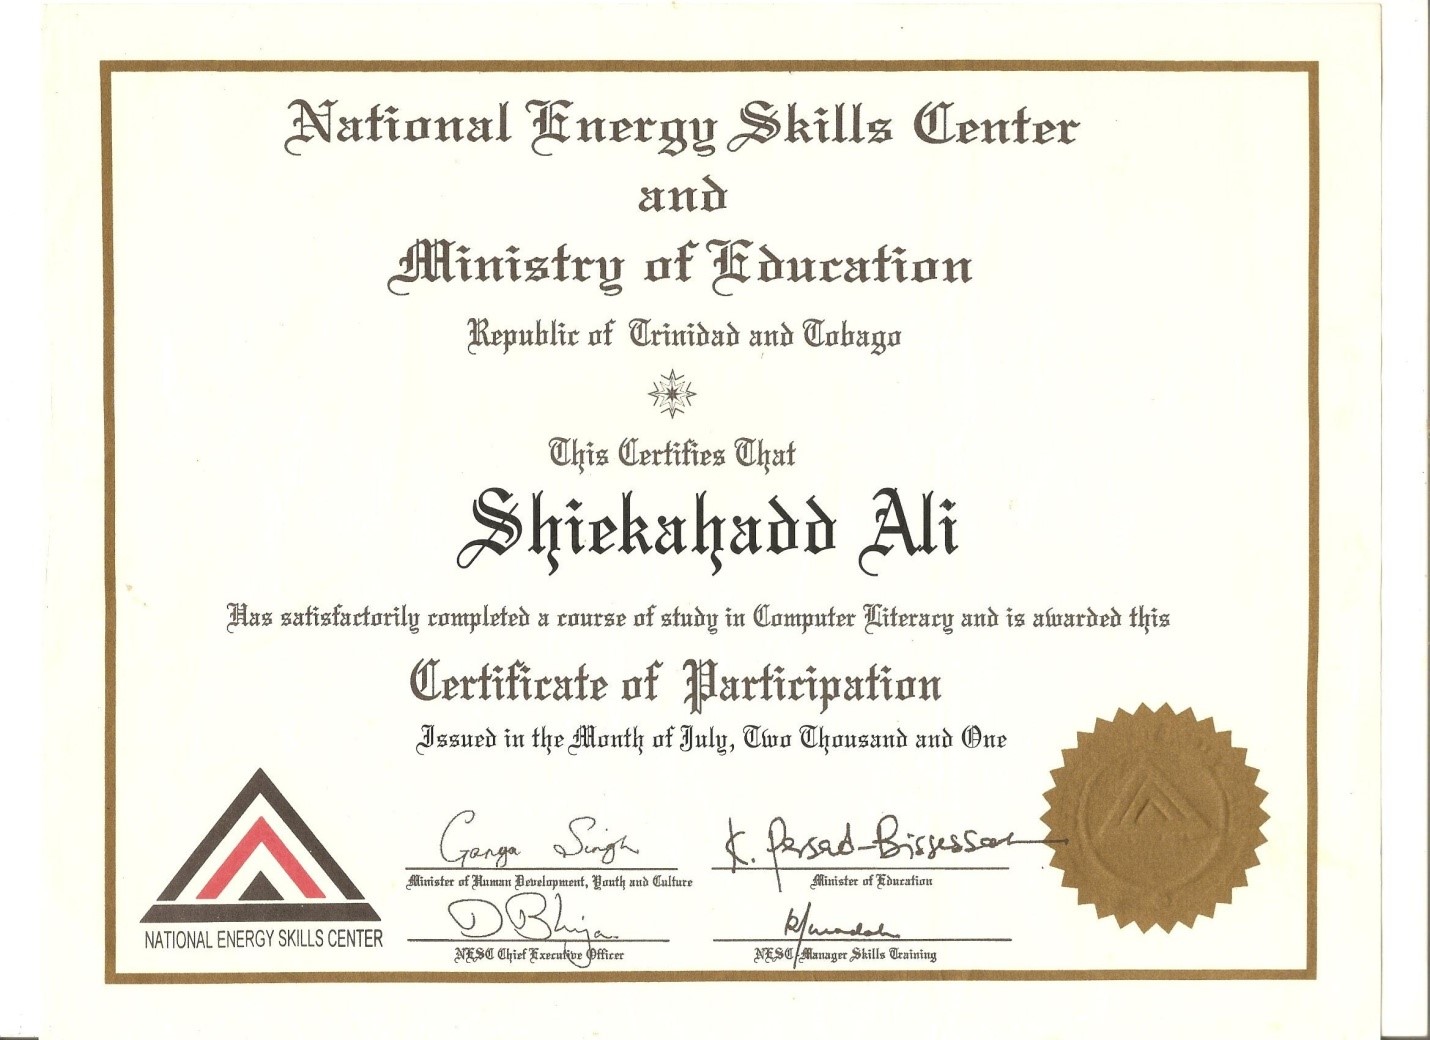 National Energy Skills Center
and
Ministry of Education
Republic of Trinidad and Tobago
This Certifies That
Shiekahadd Ali
Has satisfactorily completed a course of study in Computer Literacy and is awarded this
Certificate of Participation
Issued in the Month of July, Two Thousand and One
Ganga Singh
K. Persad-Bissessar
Minister of Human Development, Youth and Culture
Minister of Education
D Bhija
NESC Chief Executive Officer
NESC-Manager Skills Training
NATIONAL ENERGY SKILLS CENTER